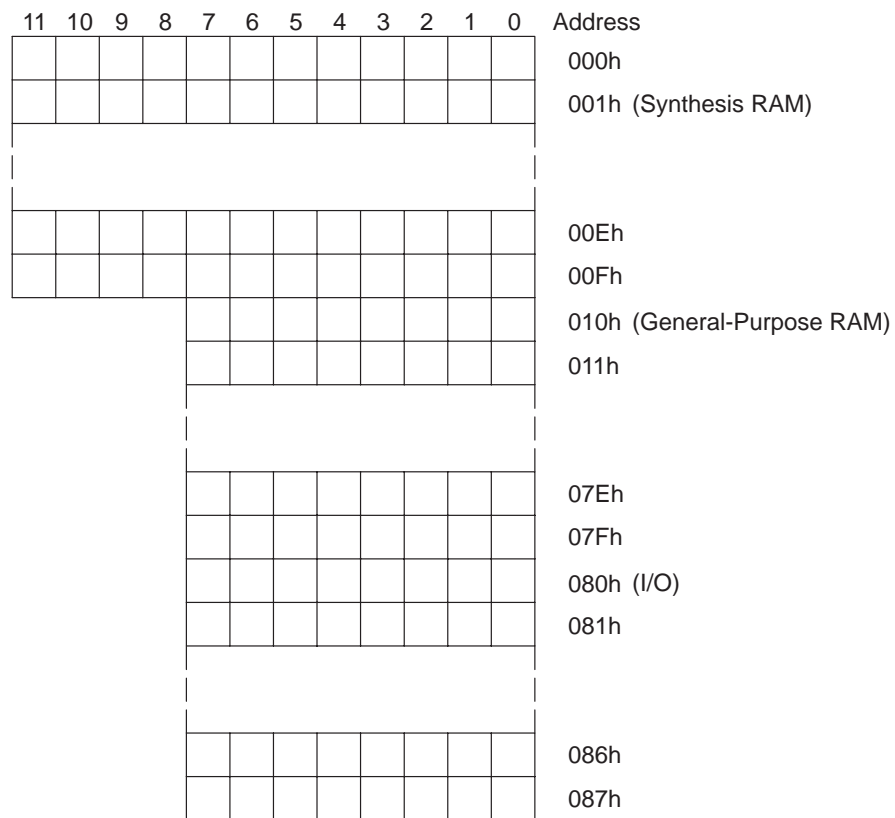 11 10 9 8 7 6 5 4 3 2 1 0 Address
000h
001h (Synthesis RAM)
00Eh
00Fh
010h (General-Purpose RAM)
011h
07Eh
07Fh
080h (I/O)
081h
086h
087h